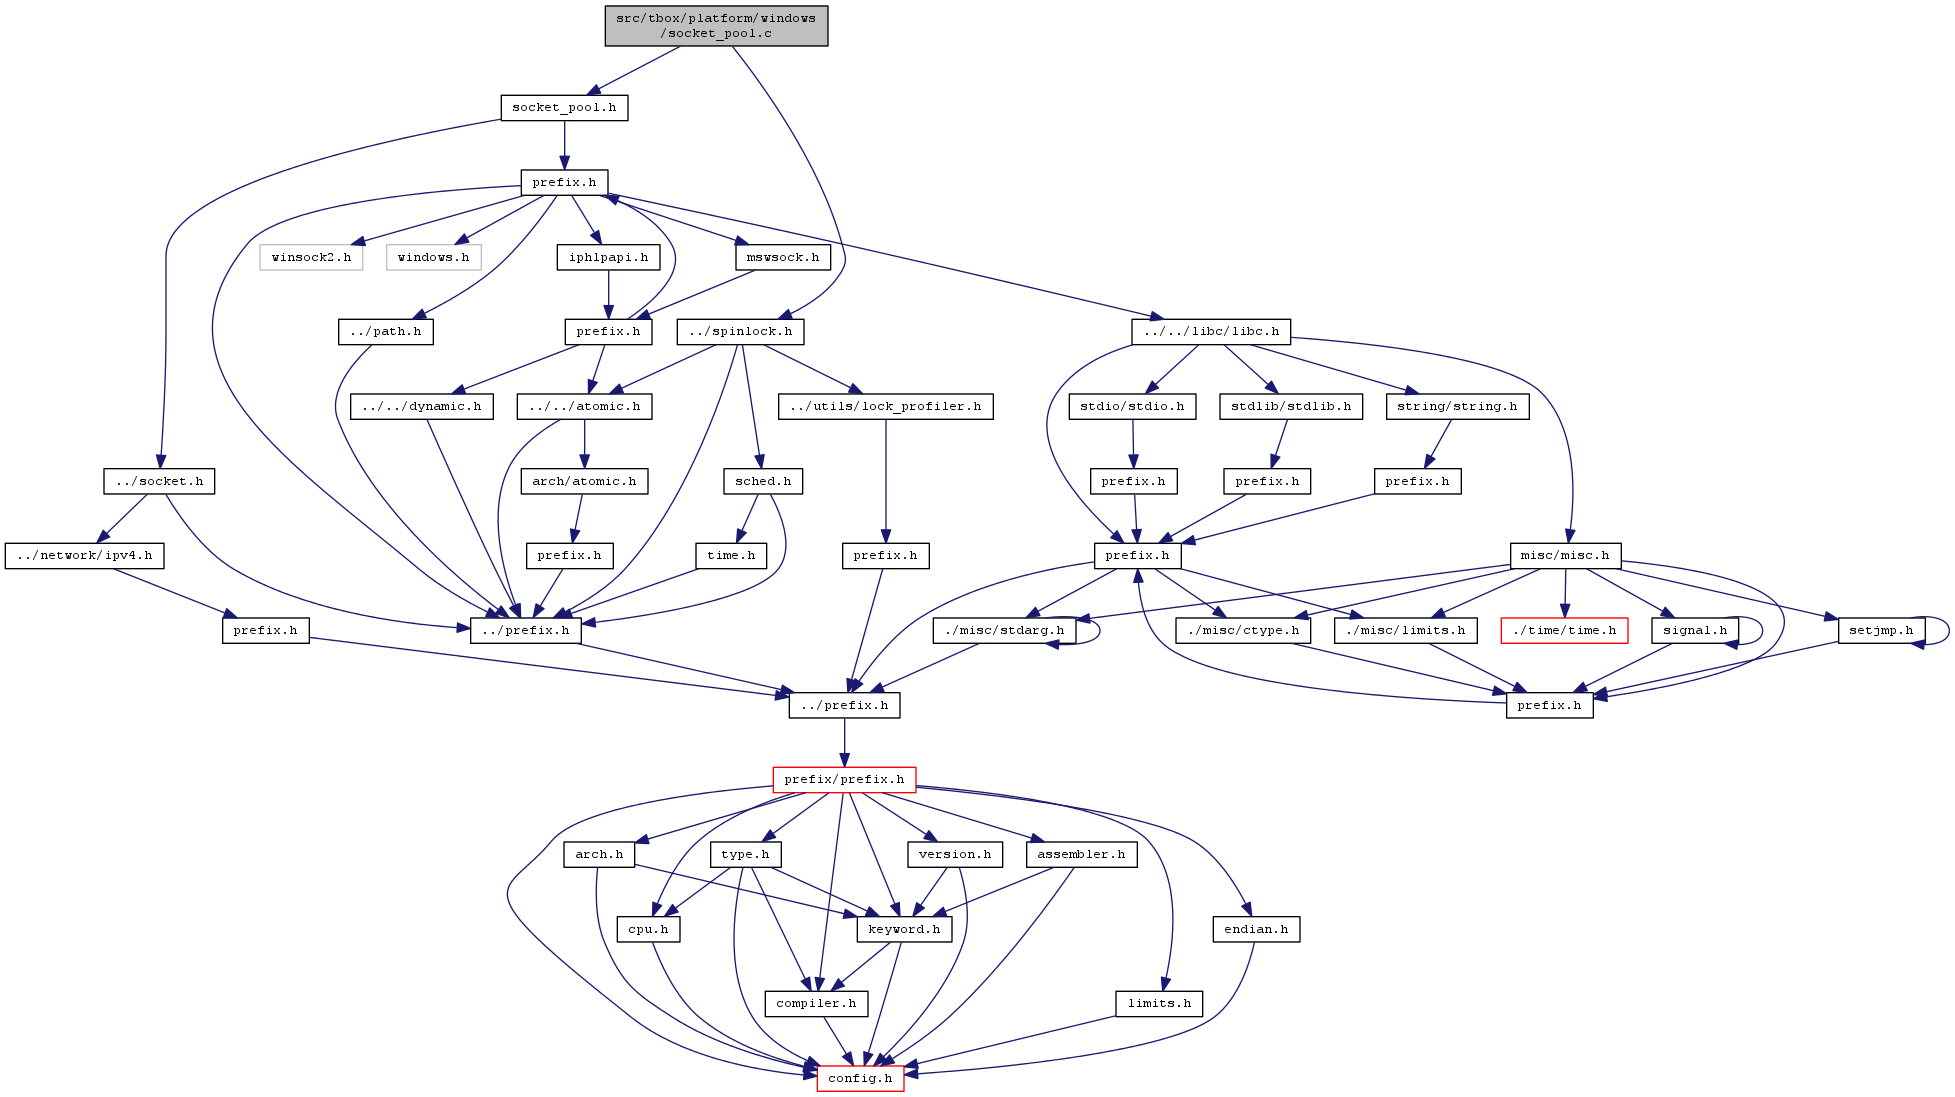 src/tbox/platform/windows
/socket_pool.c
socket_pool.h
prefix.h
winsock2.h
windows.h
iphlpapi.h
mswsock.h
../path.h
prefix.h
../spinlock.h
../../libc/libc.h
../../dynamic.h
../../atomic.h
../utils/lock_profiler.h
stdio/stdio.h
stdlib/stdlib.h
string/string.h
../socket.h
arch/atomic.h
sched.h
prefix.h
prefix.h
prefix.h
../network/ipv4.h
prefix.h
time.h
prefix.h
prefix.h
misc/misc.h
prefix.h
../prefix.h
./misc/stdarg.h
./misc/ctype.h
./misc/limits.h
./time/time.h
signal.h
setjmp.h
../prefix.h
prefix.h
prefix/prefix.h
arch.h
type.h
version.h
assembler.h
cpu.h
keyword.h
endian.h
compiler.h
limits.h
config.h